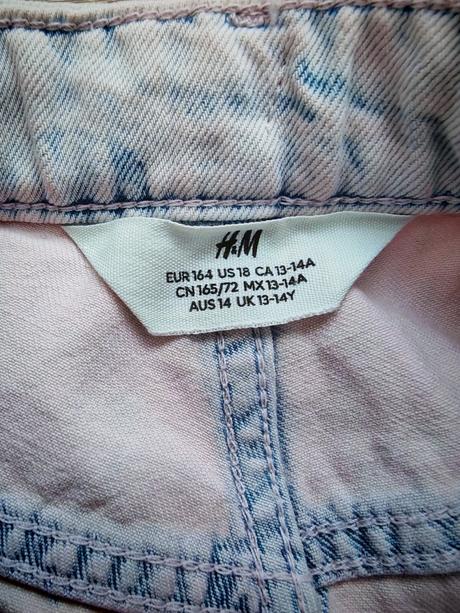 H&M
EUR 164 US 18 CA 13-14A
CN 165/72 MX 13-14A
AUS 14 UK 13-14Y